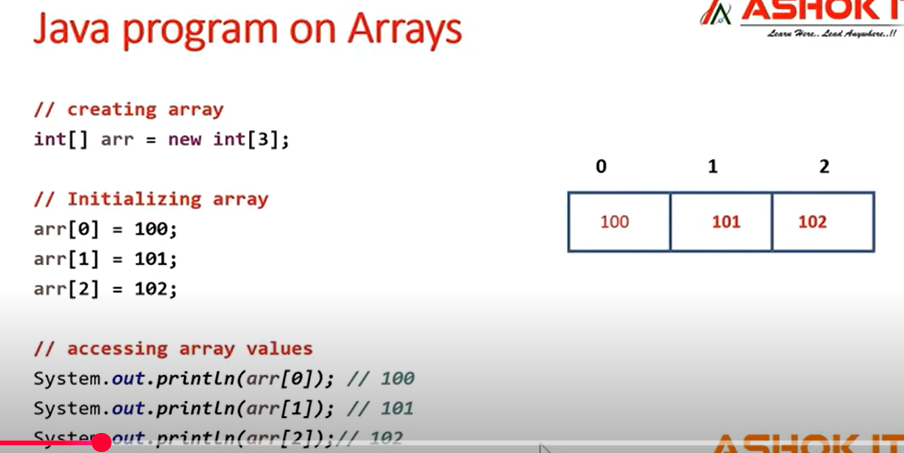 Java program on Arrays
ASHOK IT
Learn Here.. Lead Anywhere..!!
// creating array
int[] arr = new int[3];
// Initializing array
arr[0] = 100;
arr[1] = 101;
arr[2] = 102;
0 1 2
100 101 102
// accessing array values
System.out.println(arr[0]); // 100
System.out.println(arr[1]); // 101
System.out.println(arr[2]);// 102
ASHOK IT